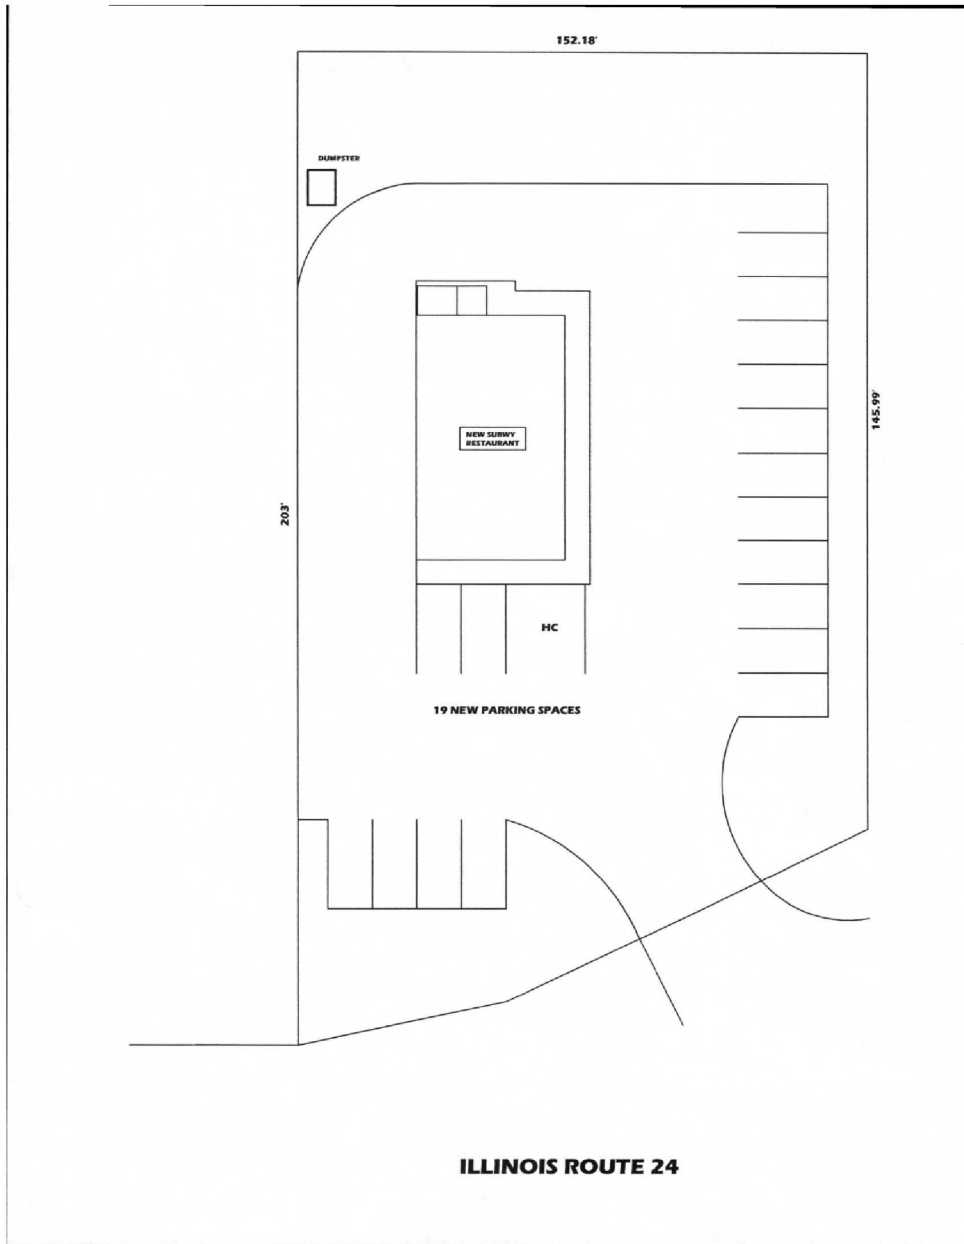 152.18'
DUMPSTER
145.99'
NEW SUBWY
RESTAURANT
203'
HC
19 NEW PARKING SPACES
ILLINOIS ROUTE 24